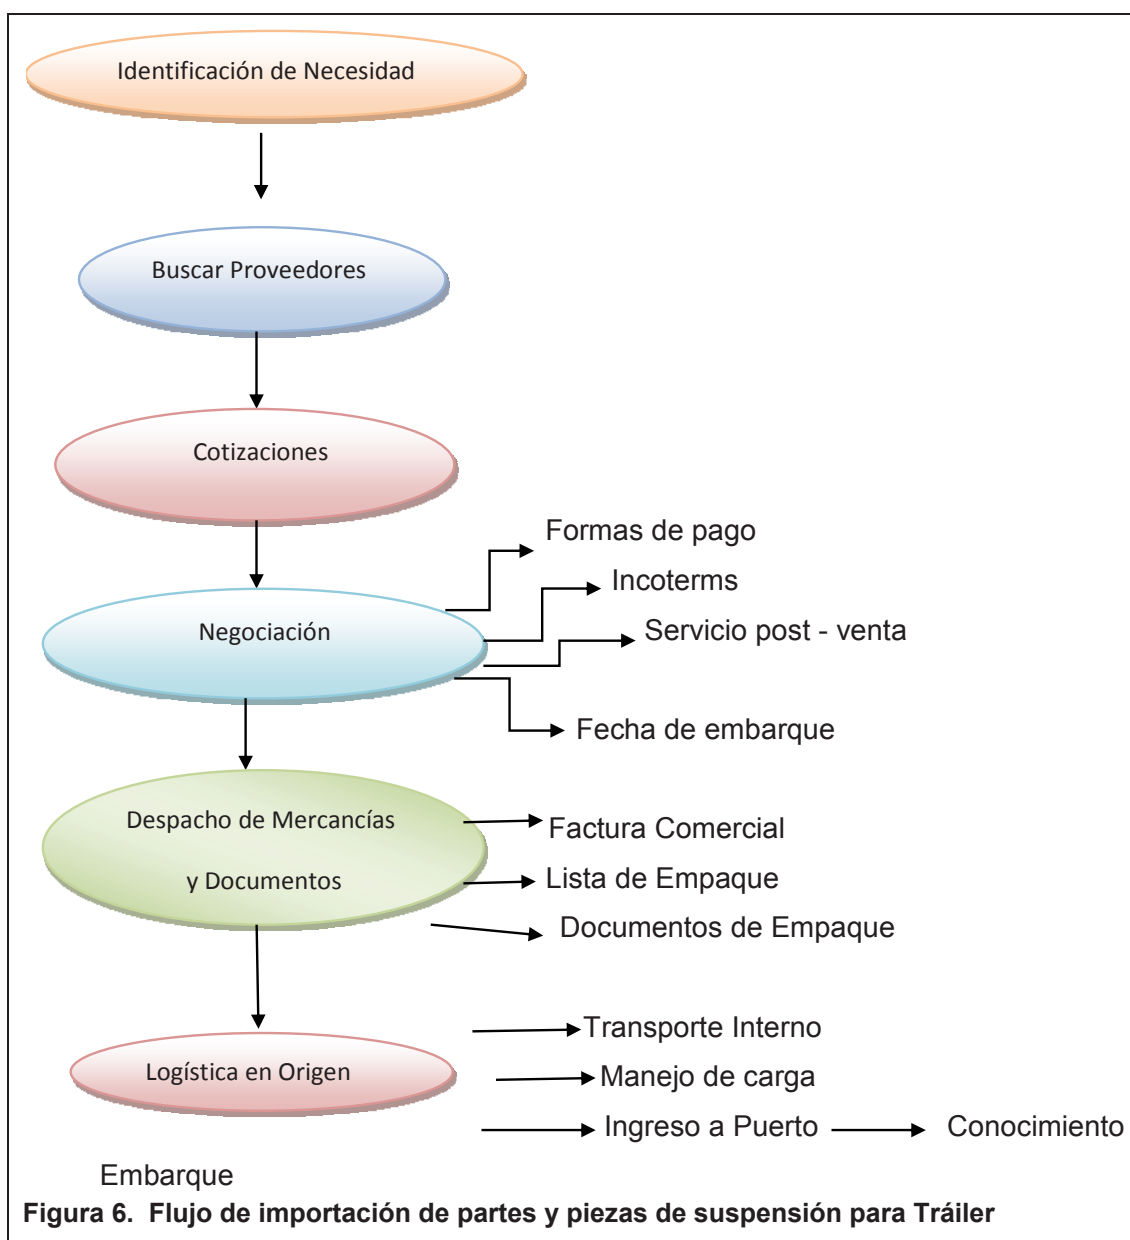 Identificación de Necesidad
Buscar Proveedores
Cotizaciones
Formas de pago
Incoterms
Negociación
Servicio post - venta
Fecha de embarque
Despacho de Mercancías
y Documentos
Factura Comercial
Lista de Empaque
Documentos de Empaque
Transporte Interno
Logística en Origen
Manejo de carga
Ingreso a Puerto Conocimiento
Embarque
Figura 6. Flujo de importación de partes y piezas de suspensión para Tráiler